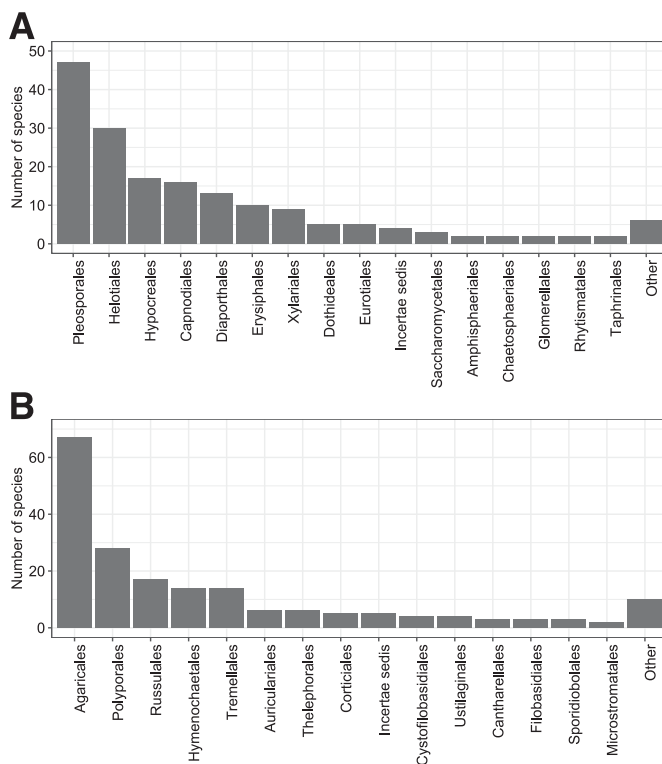 A
Number of species
50
40
30
20
10
0
Pleosporales
Helotiales
Hypocreales
Capnodiales
Diaporthales
Erysiphales
Xylariales
Dothideales
Eurotiales
Incertae sedis
Saccharomycetales
Amphisphaeriales
Chaetosphaeriales
Glomerellales
Rhytismatales
Taphrinales
Other
B
Number of species
60
40
20
0
Agaricales
Polyporales
Russulales
Hymenochaetales
Tremellales
Auriculariales
Thelephorales
Corticiales
Incertae sedis
Cystofilobasidiales
Ustilaginales
Cantharellales
Filobasidiales
Sporidiobolales
Microstromatales
Other